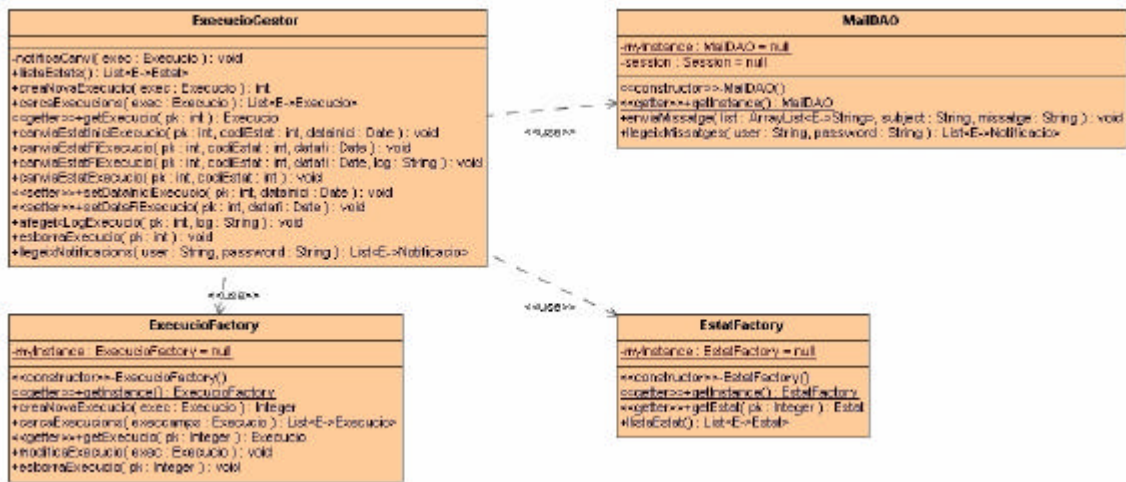 ExecucioGestor
-notificaCanvi( exec : Execucio ) : void
+llistaEstats() : List<E->Estat>
+creaNovaExecucio( exec : Execucio ) : int
+cercaExecucions( exec : Execucio ) : List<E->Execucio>
<<getter>>+getExecucio( pk : int ) : Execucio
+canviaEstatIniciExecucio( pk : int, codiEstat : int, dataInici : Date ) : void
+canviaEstatFiExecucio( pk : int, codiEstat : int, datafi : Date ) : void
+canviaEstatFiExecucio( pk : int, codiEstat : int, datafi : Date, log : String ) : void
+canviaEstatExecucio( pk : int, codiEstat : int ) : void
<<setter>>+setDataIniciExecucio( pk : int, dataInici : Date ) : void
<<setter>>+setDataFiExecucio( pk : int, datafi : Date ) : void
+afegeixLogExecucio( pk : int, log : String ) : void
+esborraExecucio( pk : int ) : void
+llegeixNotificacions( user : String, password : String ) : List<E->Notificacio>
MailDAO
-myInstance : MailDAO = null
-session : Session = null
<<constructor>>-MailDAO()
<<getter>>+getInstance() : MailDAO
+enviaMissatge( list : ArrayList<E->String>, subject : String, missatge : String ) : void
+llegeixMissatges( user : String, password : String ) : List<E->Notificacio>
<<use>>
<<use>>
<<use>>
ExecucioFactory
-myInstance : ExecucioFactory = null
<<constructor>>-ExecucioFactory()
<<getter>>+getInstance() : ExecucioFactory
+creaNovaExecucio( exec : Execucio ) : Integer
+cercaExecucions( execcamps : Execucio ) : List<E->Execucio>
<<getter>>+getExecucio( pk : Integer ) : Execucio
+modificaExecucio( exec : Execucio ) : void
+esborraExecucio( pk : Integer ) : void
EstatFactory
-myInstance : EstatFactory = null
<<constructor>>-EstatFactory()
<<getter>>+getInstance() : EstatFactory
<<getter>>+getEstat( pk : Integer ) : Estat
+llistaEstat() : List<E->Estat>